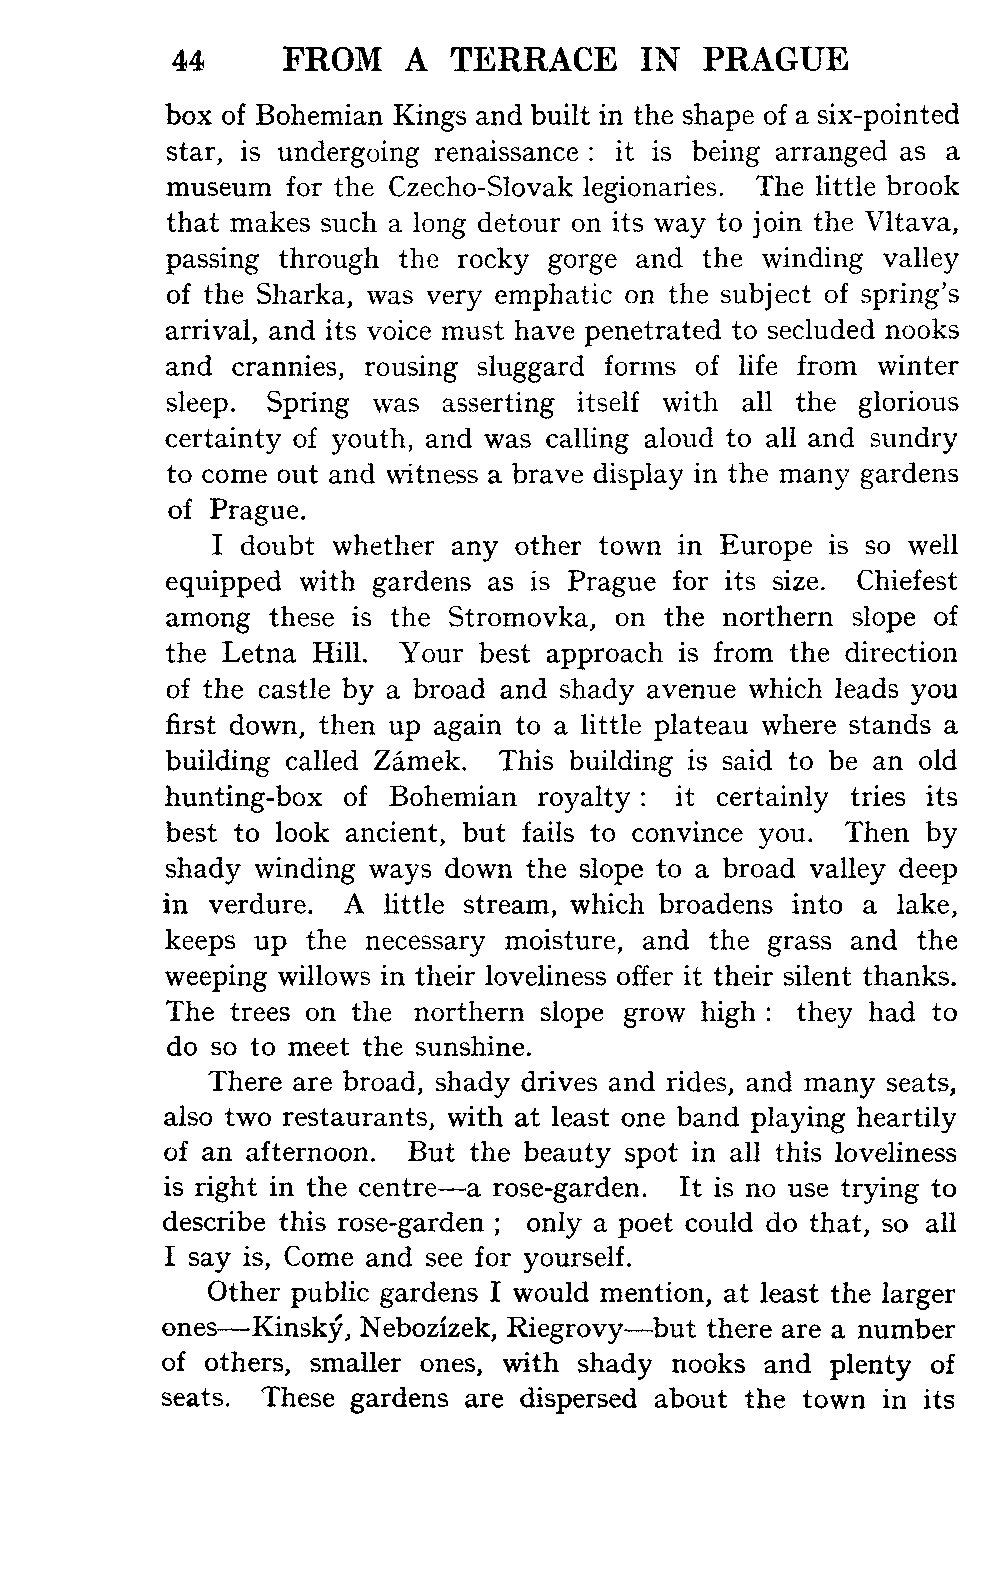 44 FROM A TERRACE IN PRAGUE
box of Bohemian Kings and built in the shape of a six-pointed
star, is undergoing renaissance : it is being arranged as a
museum for the Czecho-Slovak legionaries. The little brook
that makes such a long detour on its way to join the Vltava,
passing through the rocky gorge and the winding valley
of the Sharka, was very emphatic on the subject of spring's
arrival, and its voice must have penetrated to secluded nooks
and crannies, rousing sluggard forms of life from winter
sleep. Spring was asserting itself with all the glorious
certainty of youth, and was calling aloud to all and sundry
to come out and witness a brave display in the many gardens
of Prague.
I doubt whether any other town in Europe is so well
equipped with gardens as is Prague for its size. Chiefest
among these is the Stromovka, on the northern slope of
the Letna Hill. Your best approach is from the direction
of the castle by a broad and shady avenue which leads you
first down, then up again to a little plateau where stands a
building called Zámek. This building is said to be an old
hunting-box of Bohemian royalty : it certainly tries its
best to look ancient, but fails to convince you. Then by
shady winding ways down the slope to a broad valley deep
in verdure. A little stream, which broadens into a lake,
keeps up the necessary moisture, and the grass and the
weeping willows in their loveliness offer it their silent thanks.
The trees on the northern slope grow high : they had to
do so to meet the sunshine.
There are broad, shady drives and rides, and many seats,
also two restaurants, with at least one band playing heartily
of an afternoon. But the beauty spot in all this loveliness
is right in the centre—a rose-garden. It is no use trying to
describe this rose-garden ; only a poet could do that, so all
I say is, Come and see for yourself.
Other public gardens I would mention, at least the larger
ones—Kinský, Nebozízek, Riegrovy—but there are a number
of others, smaller ones, with shady nooks and plenty of
seats. These gardens are dispersed about the town in its